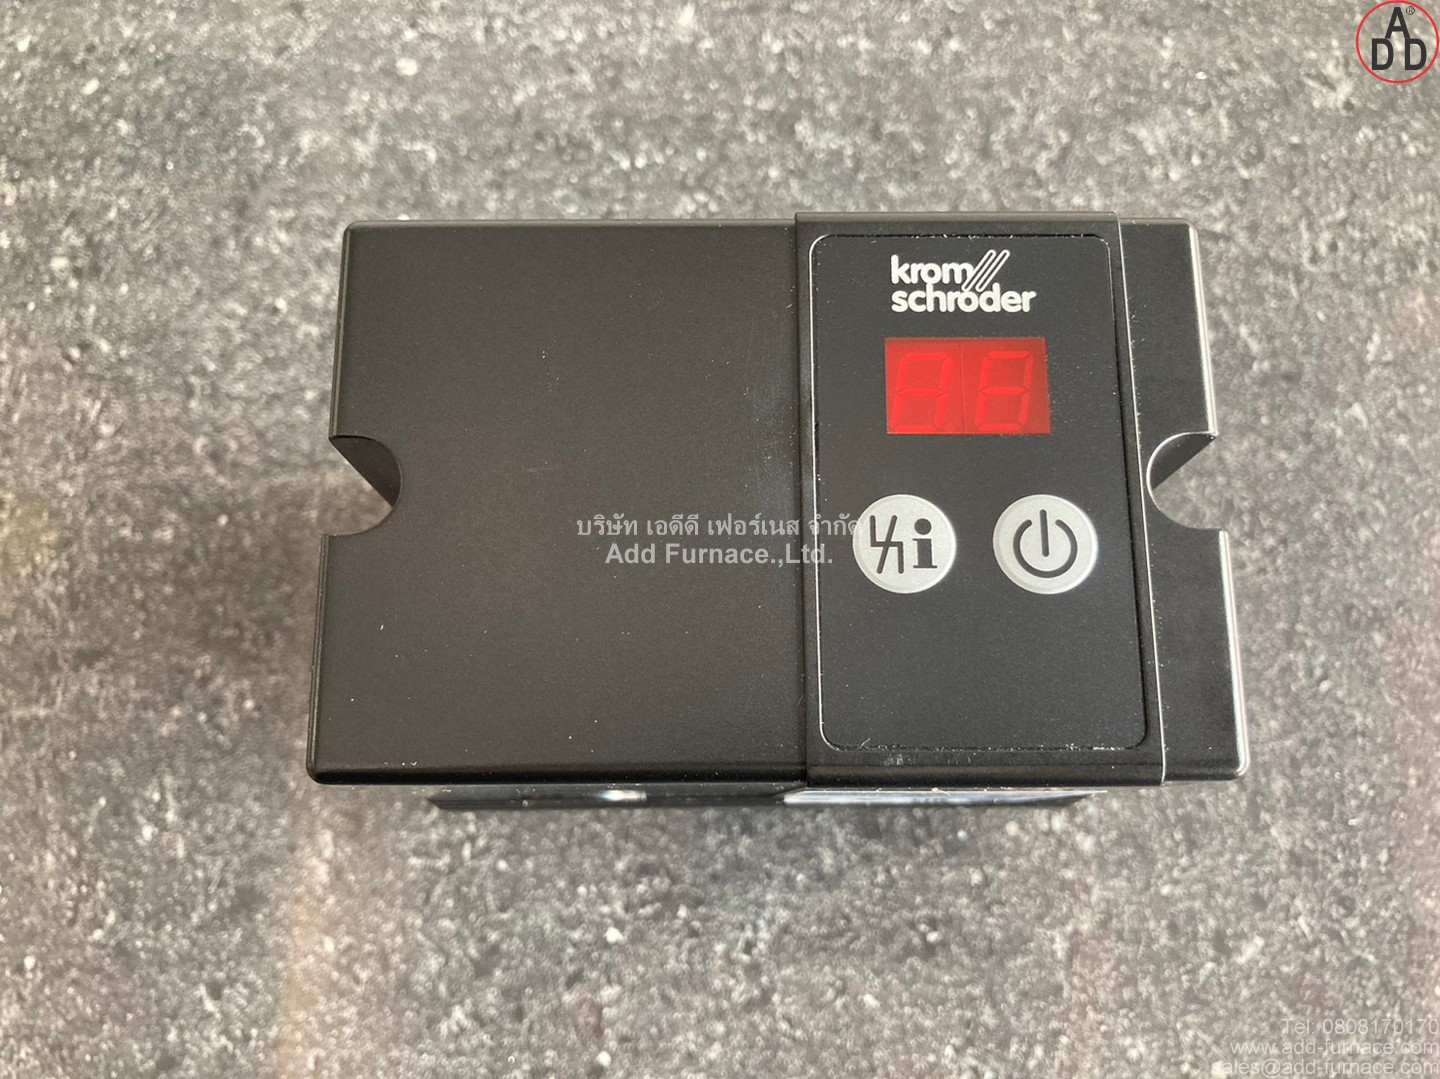 ADD®
krom
schroder
บริษัท เอดีดี เฟอร์เนส จำกัด
Add Furnace.,Ltd.
i
Tel: 0808170170
www.add-furnace.com
sales@add-furnace.com